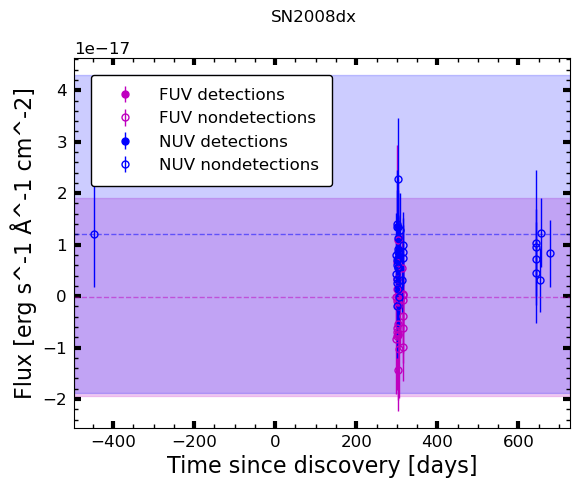 SN2008dx
1e−17
FUV detections
FUV nondetections
NUV detections
NUV nondetections
4
3
2
1
0
−1
−2
Flux [erg s^-1 Å^-1 cm^-2]
−400
−200
0
200
400
600
Time since discovery [days]